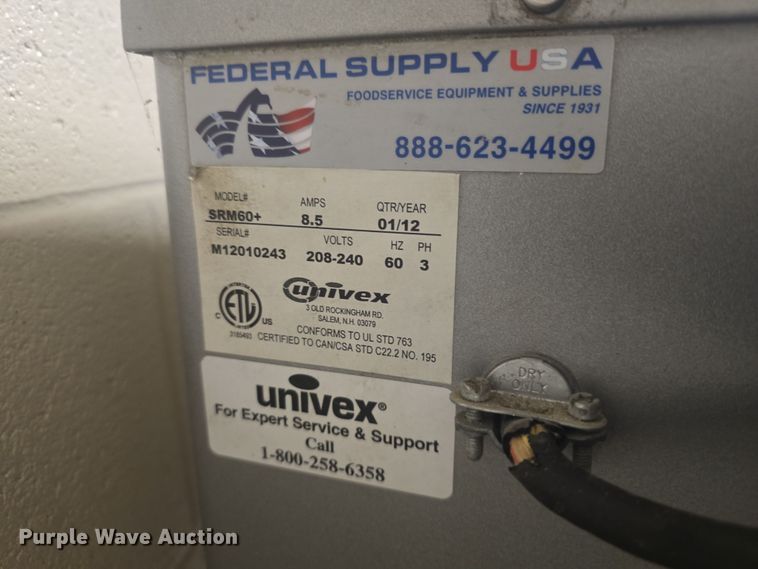 FEDERAL SUPPLY USA
FOODSERVICE EQUIPMENT & SUPPLIES
SINCE 1931
888-623-4499
MODEL# AMPS QTR/YEAR
SRM60+ 8.5 01/12
SERIAL# VOLTS HZ PH
M12010243 208-240 60 3
univex
3 OLD ROCKINGHAM RD.
SALEM, N.H. 03079
C ETL US
3185493
CONFORMS TO UL STD 763
CERTIFIED TO CAN/CSA STD C22.2 NO. 195
univex®
For Expert Service & Support
Call
1-800-258-6358
DRY
ONLY
Purple Wave Auction